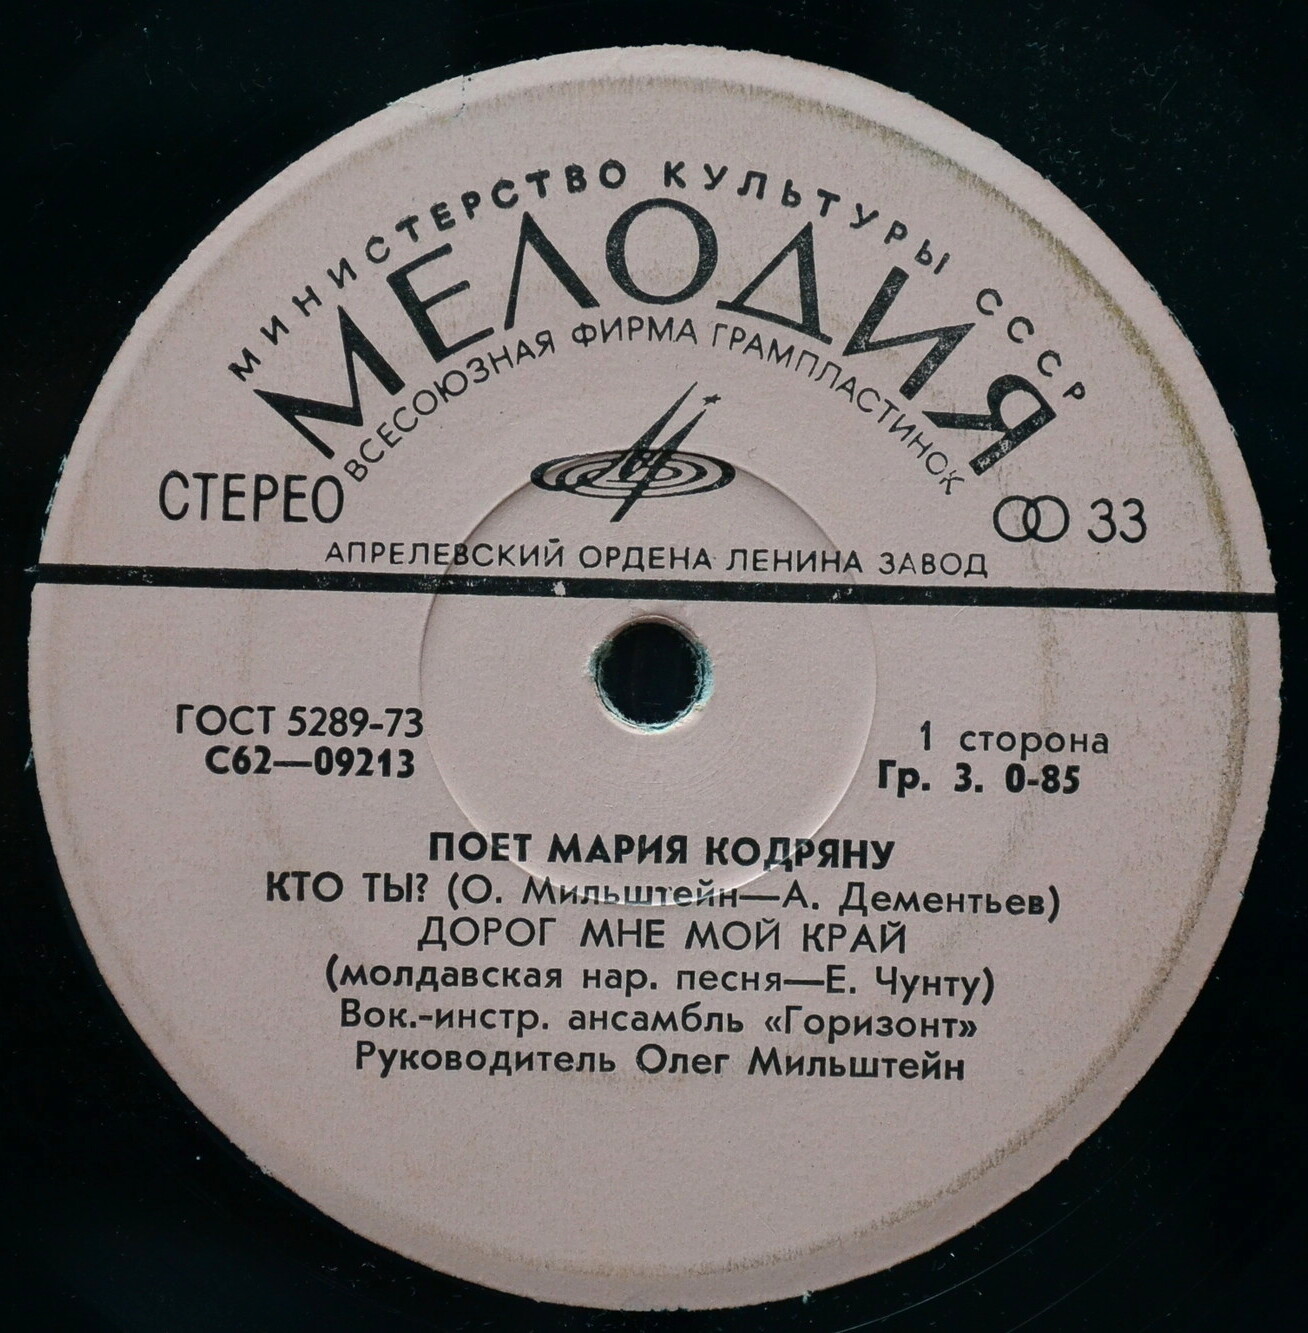 МИНИСТЕРСТВО КУЛЬТУРЫ СССР
МЕЛОДИЯ
ВСЕСОЮЗНАЯ ФИРМА ГРАМПЛАСТИНОК
СТЕРЕО
33
АПРЕЛЕВСКИЙ ОРДЕНА ЛЕНИНА ЗАВОД
ГОСТ 5289-73
С62—09213
1 сторона
Гр. 3. 0-85
ПОЕТ МАРИЯ КОДРЯНУ
КТО ТЫ? (О. Мильштейн—А. Дементьев)
ДОРОГ МНЕ МОЙ КРАЙ
(молдавская нар. песня—Е. Чунту)
Вок.-инстр. ансамбль «Горизонт»
Руководитель Олег Мильштейн